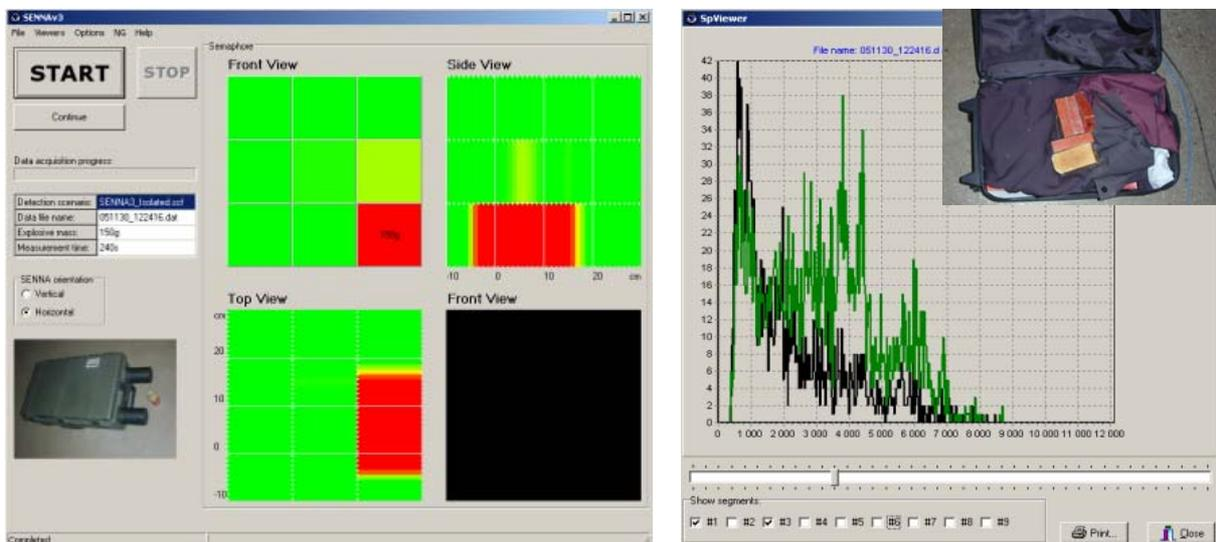 SENNAv3
File Viewers Options NG Help
START
STOP
Continue
Data acquisition progress:
Detection scenario: SENNA3_Isolated.scf
Data file name: 051130_122416.dat
Explosive mass: 150g
Measurement time: 240s
SENNA orientation
Vertical
Horizontal
Completed
Semaphore
Front View
150g
Side View
-10 0 10 20 cm
Top View
cm
20
10
0
-10
Front View
SpViewer
File name: 051130_122416.d
42
40
38
36
34
32
30
28
26
24
22
20
18
16
14
12
10
8
6
4
2
0
0 1 000 2 000 3 000 4 000 5 000 6 000 7 000 8 000 9 000 10 000 11 000 12 000
Show segments:
#1 #2 #3 #4 #5 #6 #7 #8 #9
Print...
Close